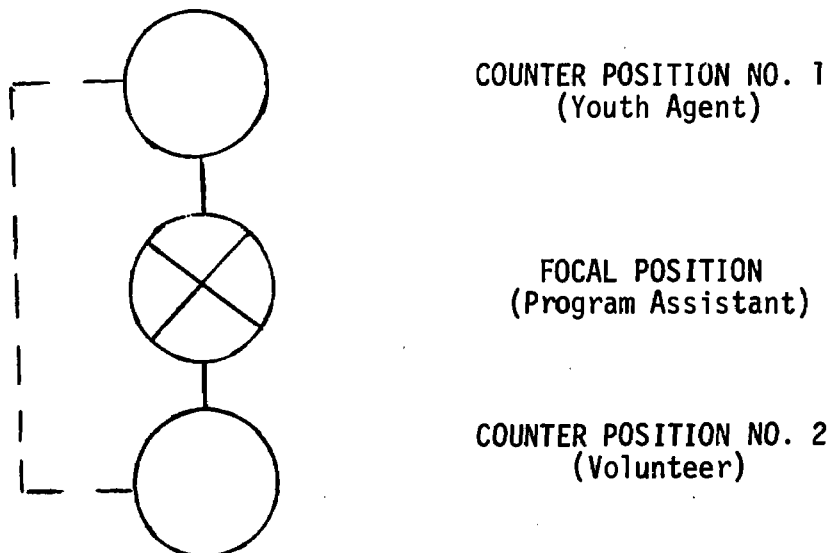 COUNTER POSITION NO. 1
(Youth Agent)
FOCAL POSITION
(Program Assistant)
COUNTER POSITION NO. 2
(Volunteer)